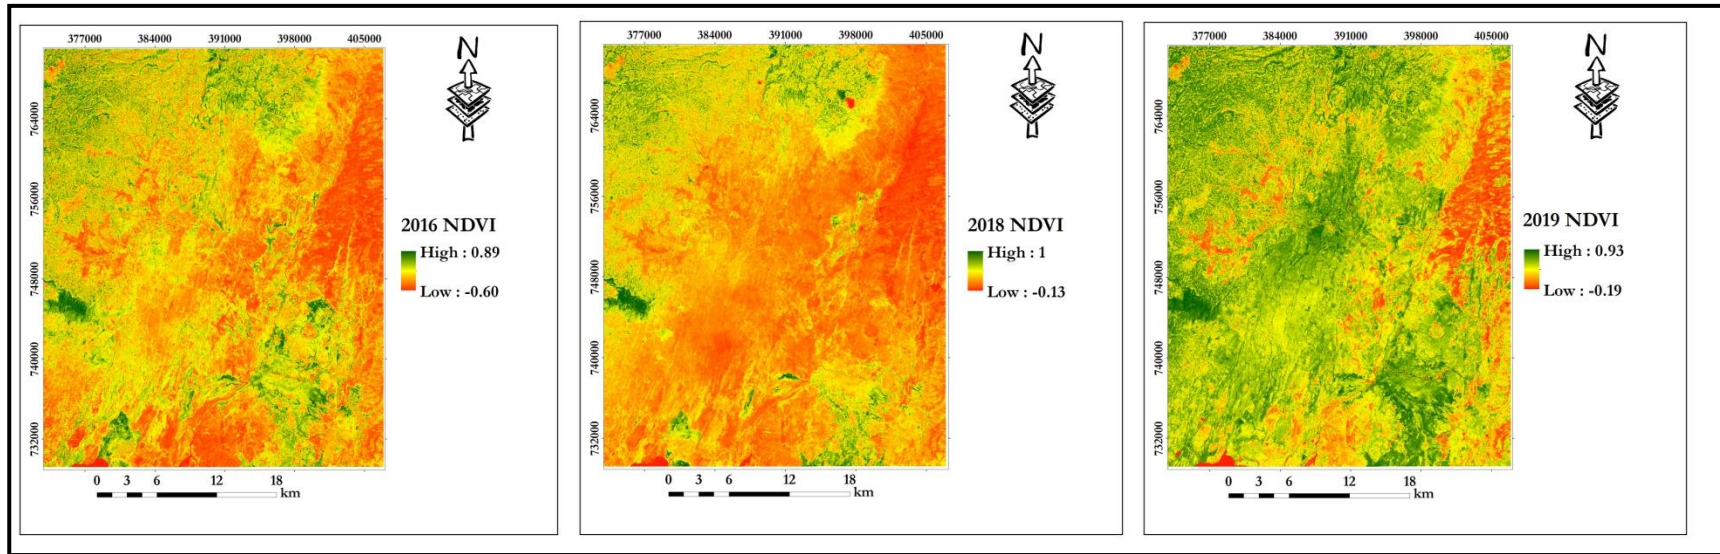 377000 384000 391000 398000 405000
N
764000
756000
2016 NDVI
High : 0.89
Low : -0.60
748000
740000
732000
0 3 6 12 18
km
377000 384000 391000 398000 405000
N
764000
756000
2018 NDVI
High : 1
Low : -0.13
748000
740000
732000
0 3 6 12 18
km
377000 384000 391000 398000 405000
N
764000
756000
2019 NDVI
High : 0.93
Low : -0.19
748000
740000
732000
0 3 6 12 18
km